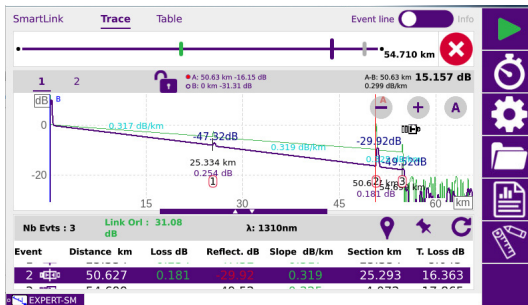 SmartLink Trace Table Event line Info
54.710 km
1 2 A: 50.63 km -16.15 dB A-B: 50.63 km 15.157 dB
B: 0 km -31.31 dB 0.299 dB/km
dB B A
0 0.317 dB/km -47.32dB 0.319 dB/km -29.92dB
-49.52dB
25.334 km
0.254 dB
-20 1 2 3
0.181 dB
15 30 45 60 km
Nb Evts : 3 Link Orl : 31.08 dB λ: 1310nm
Event Distance km Loss dB Reflect. dB Slope dB/km Section km T. Loss dB
2 50.627 0.181 -29.92 0.319 25.293 16.363
EXPERT-SM